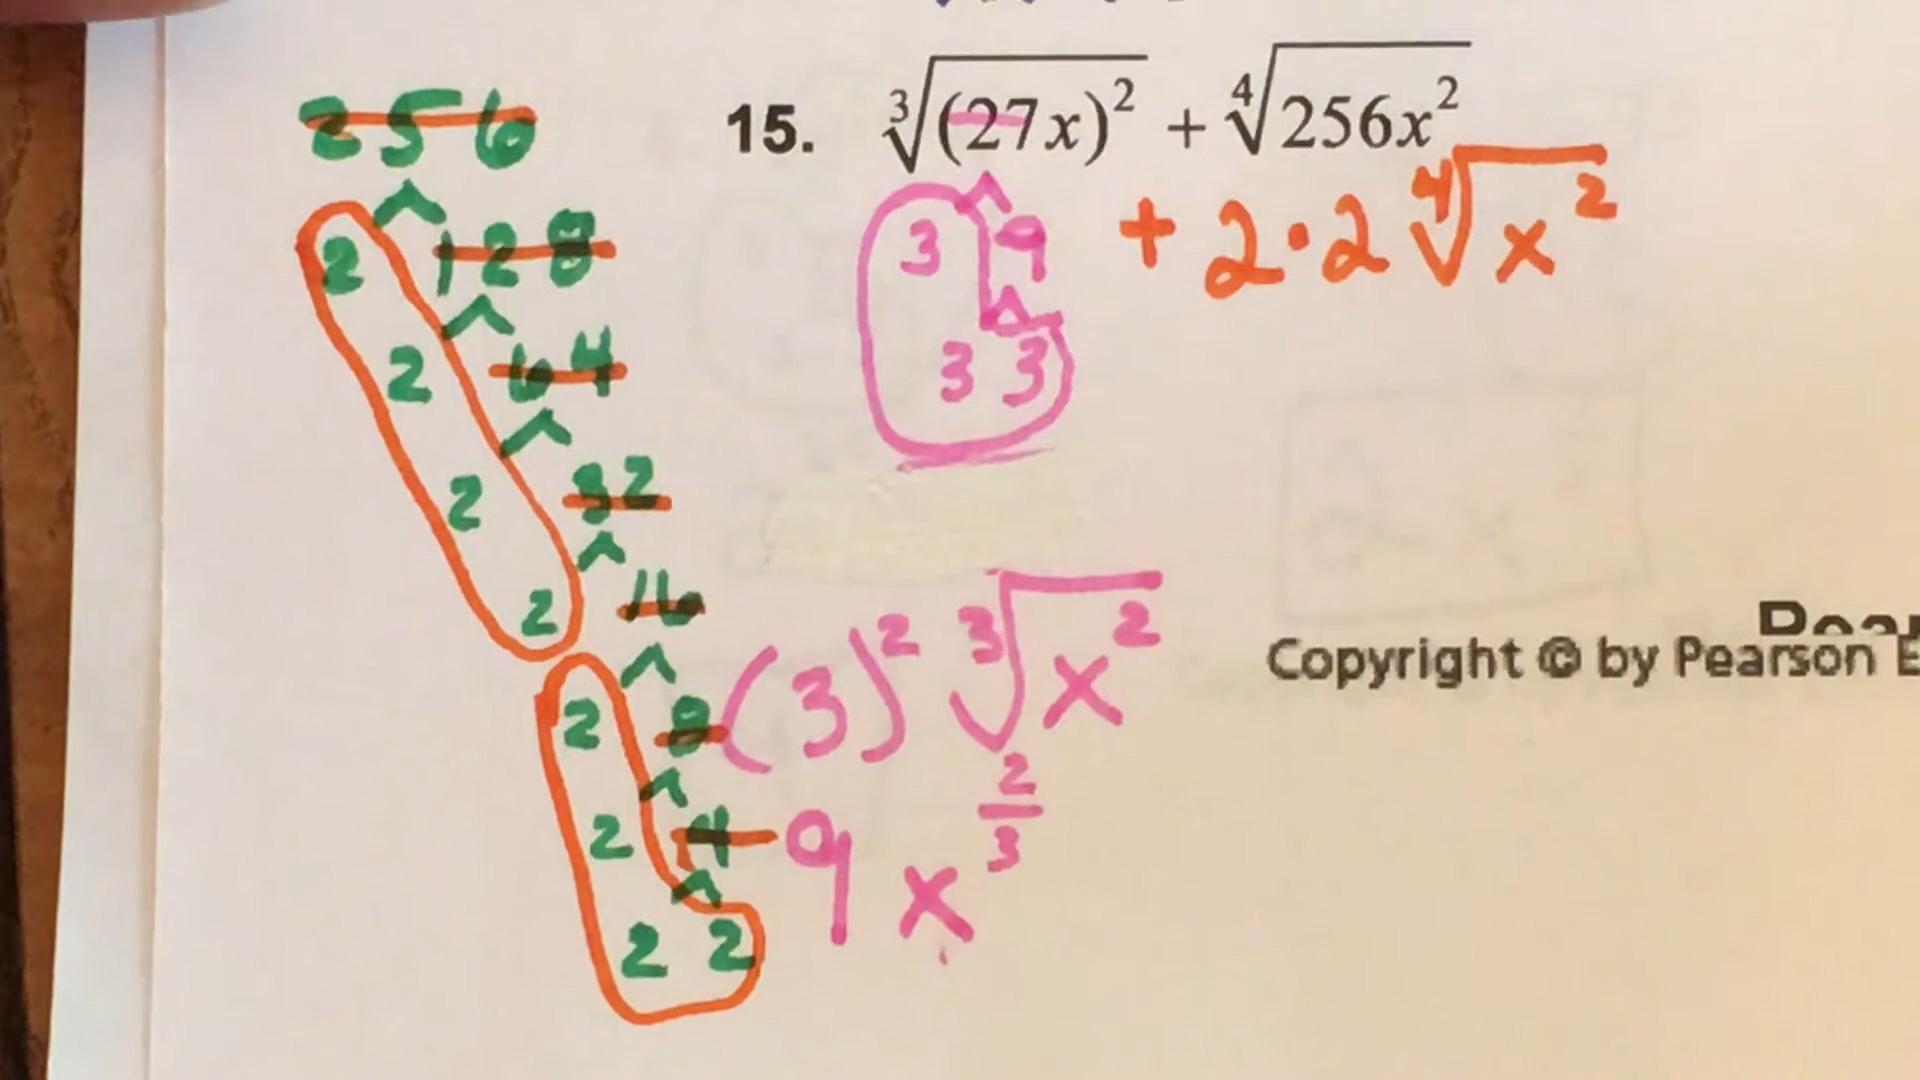 15. ∛(27x)² + ∜256x²
256
2 128
2 64
2 32
2 16
2 8
2 4
2 2
3 9
3 3
+ 2•2 ∜x²
(3)² ∛x²
9 x^(2/3)
Copyright © by Pearson E